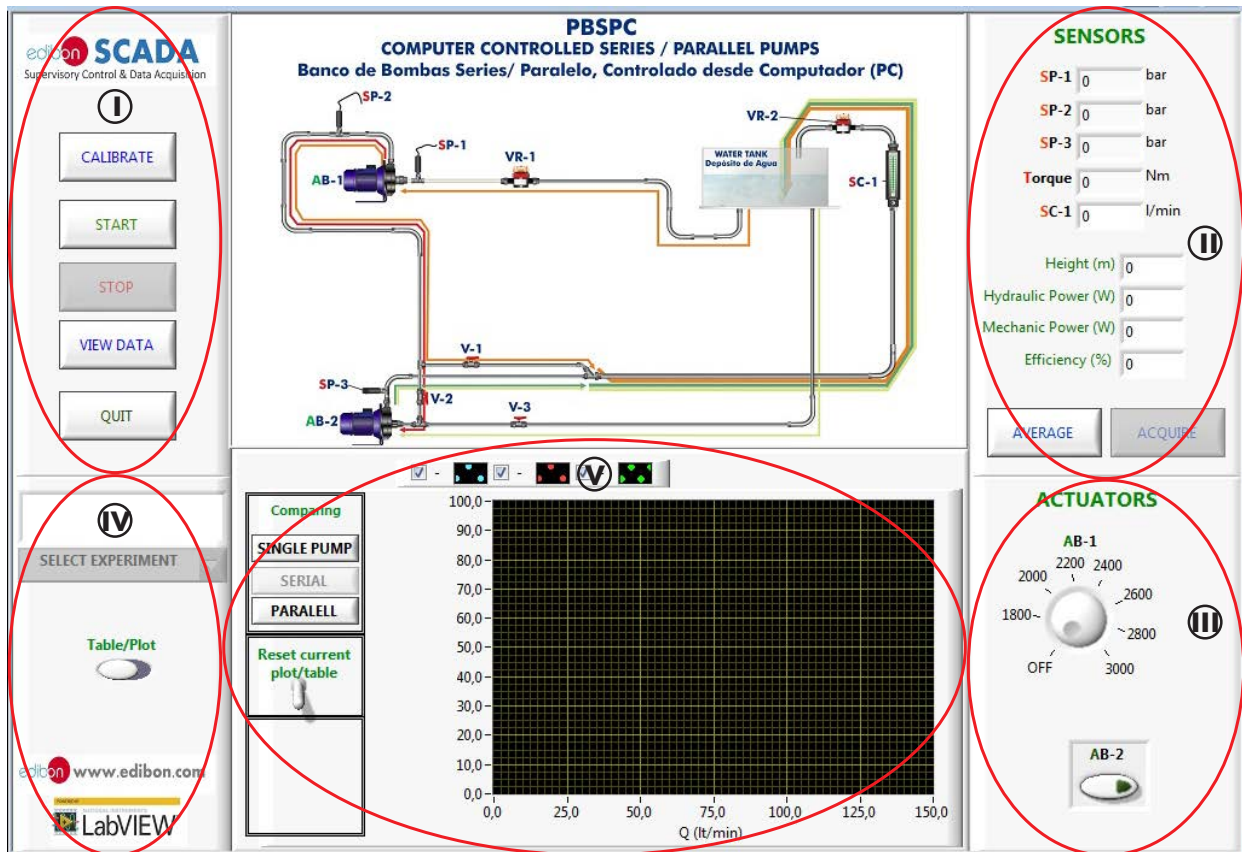 edibon SCADA
Supervisory Control & Data Acquisition
I
CALIBRATE
START
STOP
VIEW DATA
QUIT
PBSPC
COMPUTER CONTROLLED SERIES / PARALLEL PUMPS
Banco de Bombas Series/ Paralelo, Controlado desde Computador (PC)
SP-2
SP-1
VR-1
AB-1
VR-2
WATER TANK
Depósito de Agua
SC-1
V-1
SP-3
V-2
V-3
AB-2
SENSORS
SP-1 0 bar
SP-2 0 bar
SP-3 0 bar
Torque 0 Nm
SC-1 0 l/min
II
Height (m) 0
Hydraulic Power (W) 0
Mechanic Power (W) 0
Efficiency (%) 0
AVERAGE
ACQUIRE
IV
SELECT EXPERIMENT
Table/Plot
edibon www.edibon.com
NATIONAL INSTRUMENTS
LabVIEW
- - V
Comparing
SINGLE PUMP
SERIAL
PARALELL
Reset current
plot/table
100,0
90,0
80,0
70,0
60,0
50,0
40,0
30,0
20,0
10,0
0,0
0,0 25,0 50,0 75,0 100,0 125,0 150,0
Q (lt/min)
ACTUATORS
AB-1
2200 2400
2000 2600
1800 2800
OFF 3000
III
AB-2